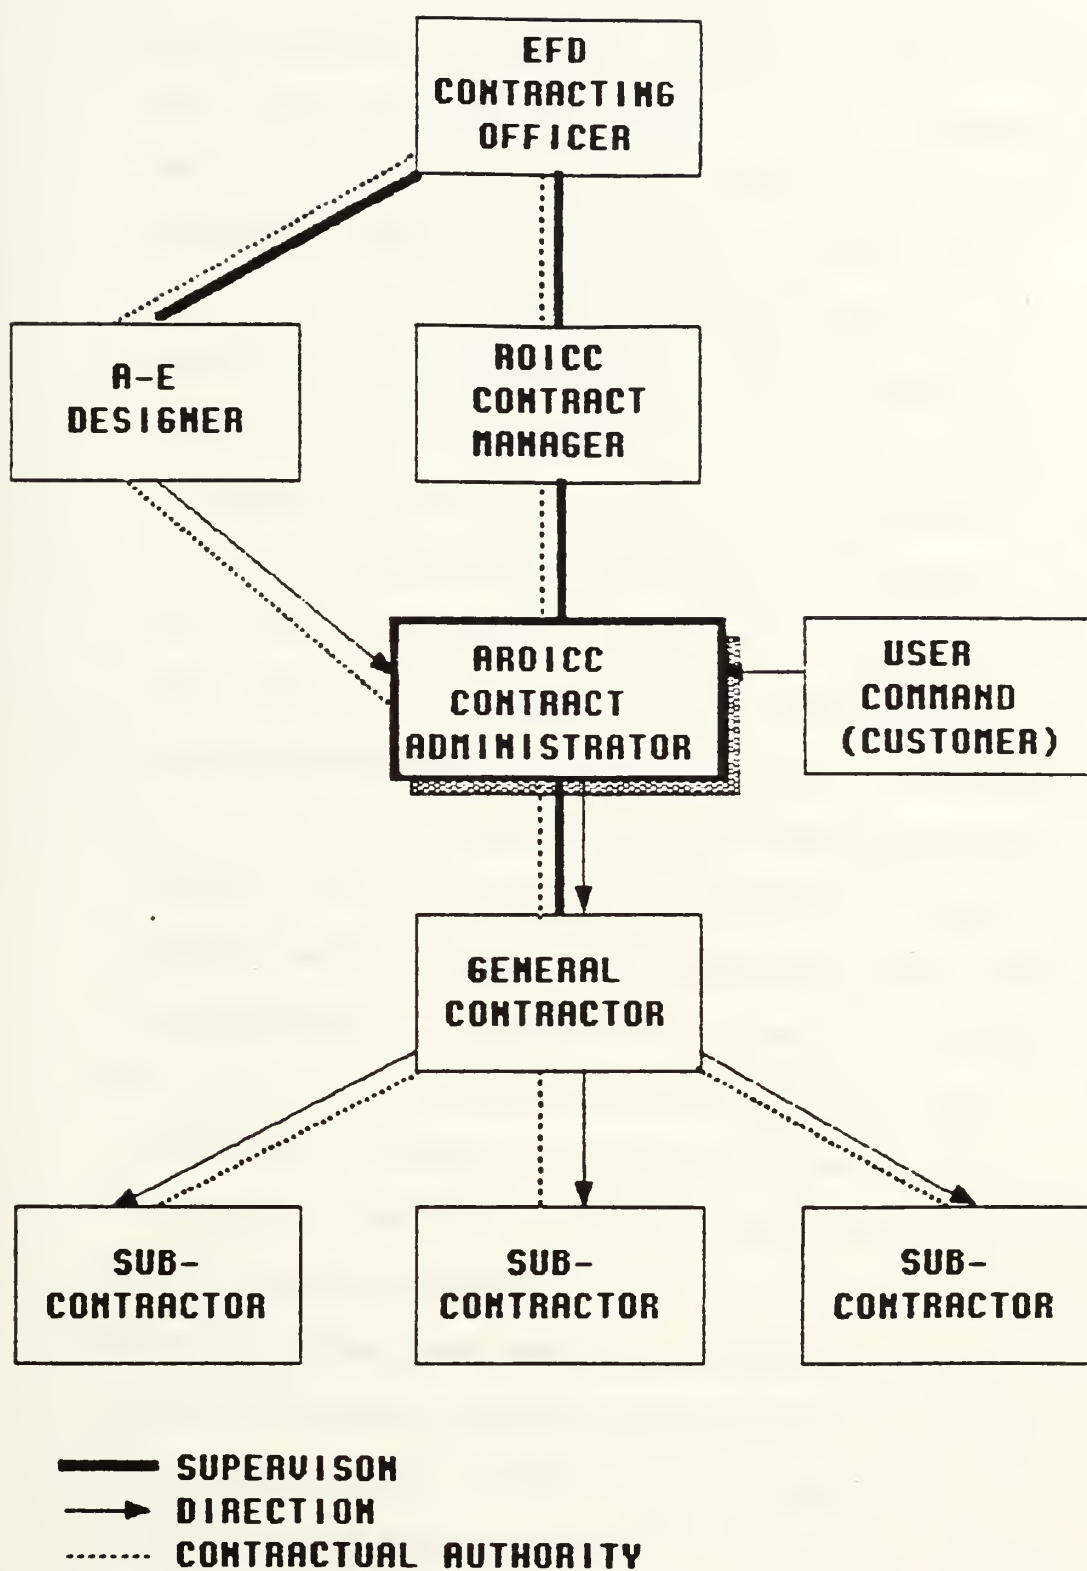 EFD
CONTRACTING
OFFICER
A-E
DESIGNER
ROICC
CONTRACT
MANAGER
AROICC
CONTRACT
ADMINISTRATOR
USER
COMMAND
(CUSTOMER)
GENERAL
CONTRACTOR
SUB-
CONTRACTOR
SUB-
CONTRACTOR
SUB-
CONTRACTOR
SUPERVISON
DIRECTION
CONTRACTUAL AUTHORITY